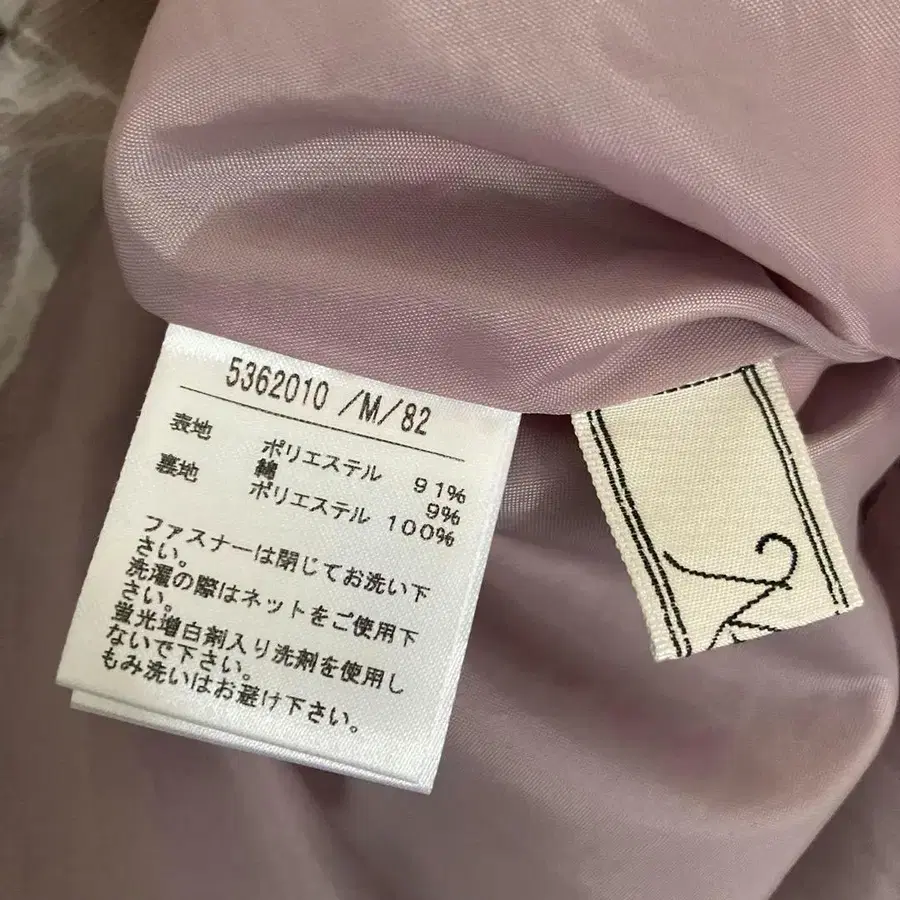 5362010 /M/82
表地 ポリエステル 91%
綿 9%
裏地 ポリエステル 100%
ファスナーは閉じてお洗い下
さい。
洗濯の際はネットをご使用下
さい。
蛍光増白剤入り洗剤を使用し
ないで下さい。
もみ洗いはお避け下さい。